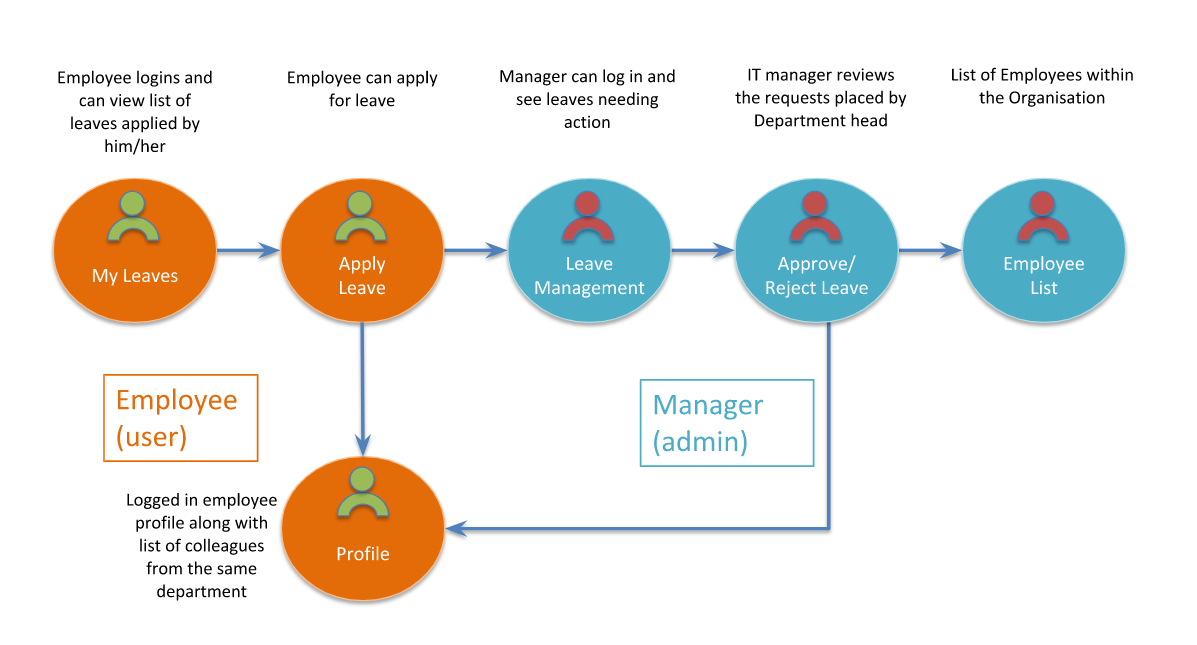 Employee logins and
can view list of
leaves applied by
him/her
Employee can apply
for leave
Manager can log in and
see leaves needing
action
IT manager reviews
the requests placed by
Department head
List of Employees within
the Organisation
My Leaves
Apply
Leave
Leave
Management
Approve/
Reject Leave
Employee
List
Employee
(user)
Manager
(admin)
Logged in employee
profile along with
list of colleagues
from the same
department
Profile